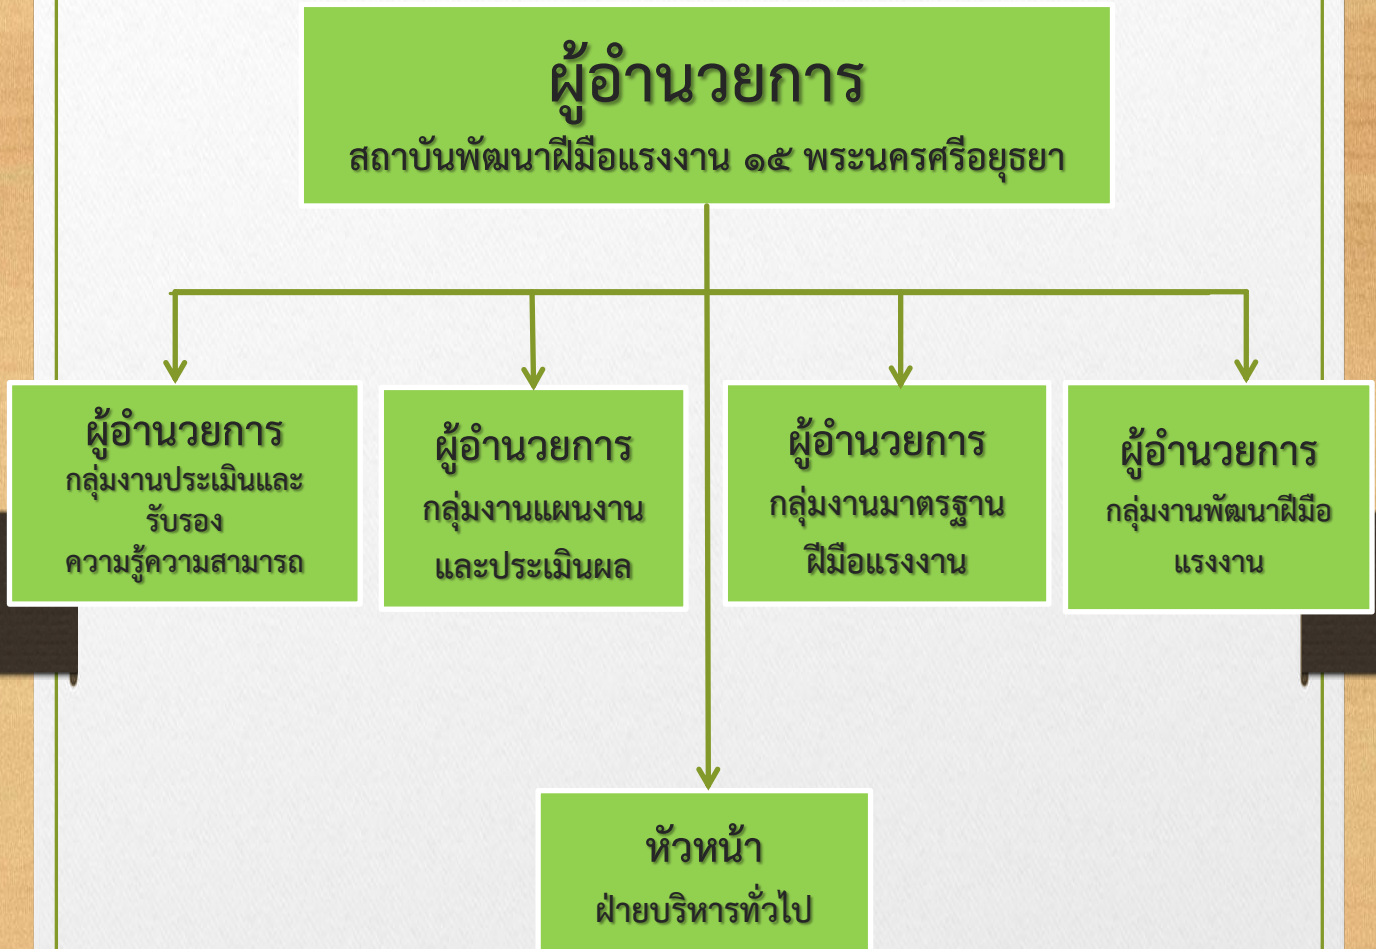 ผู้อำนวยการ
สถาบันพัฒนาฝีมือแรงงาน ๑๕ พระนครศรีอยุธยา
ผู้อำนวยการ
กลุ่มงานประเมินและ
รับรอง
ความรู้ความสามารถ
ผู้อำนวยการ
กลุ่มงานแผนงาน
และประเมินผล
ผู้อำนวยการ
กลุ่มงานมาตรฐาน
ฝีมือแรงงาน
ผู้อำนวยการ
กลุ่มงานพัฒนาฝีมือ
แรงงาน
หัวหน้า
ฝ่ายบริหารทั่วไป